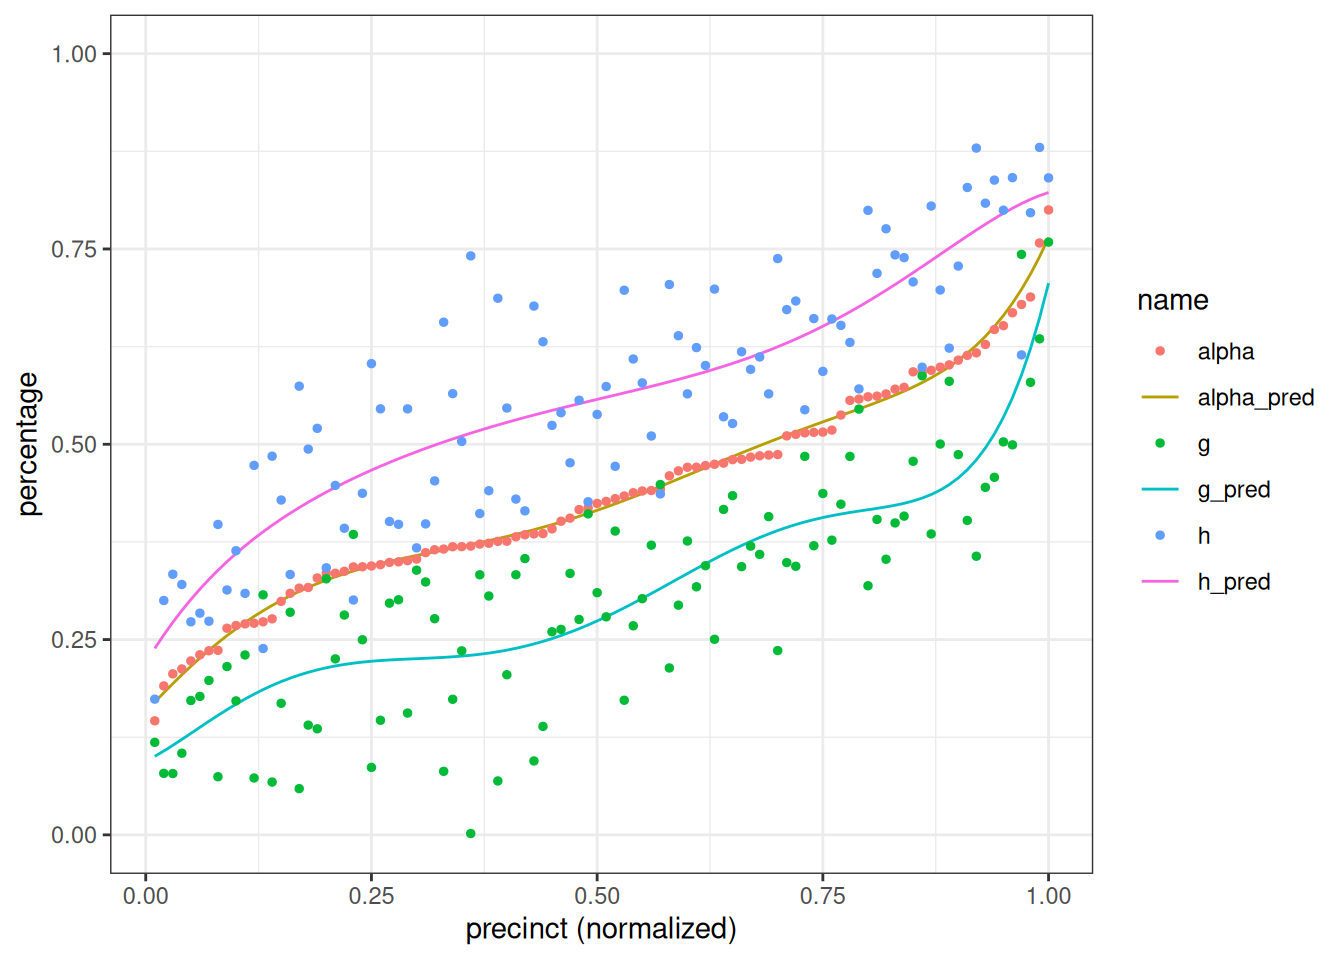 1.00
0.75
0.50
0.25
0.00
percentage
0.00 0.25 0.50 0.75 1.00
precinct (normalized)
name
alpha
alpha_pred
g
g_pred
h
h_pred